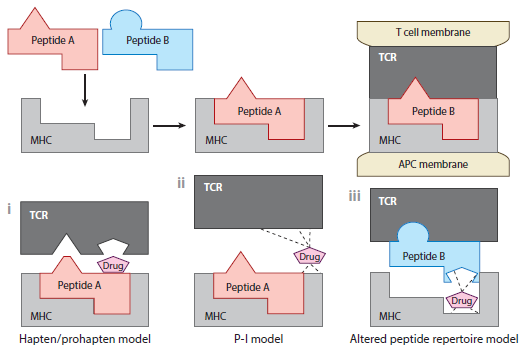 Peptide A
Peptide B
MHC
Peptide A
MHC
T cell membrane
TCR
Peptide B
MHC
APC membrane
i
TCR
Drug
Peptide A
MHC
Hapten/prohapten model
ii
TCR
Drug
Peptide A
MHC
P-I model
iii
TCR
Peptide B
Drug
MHC
Altered peptide repertoire model